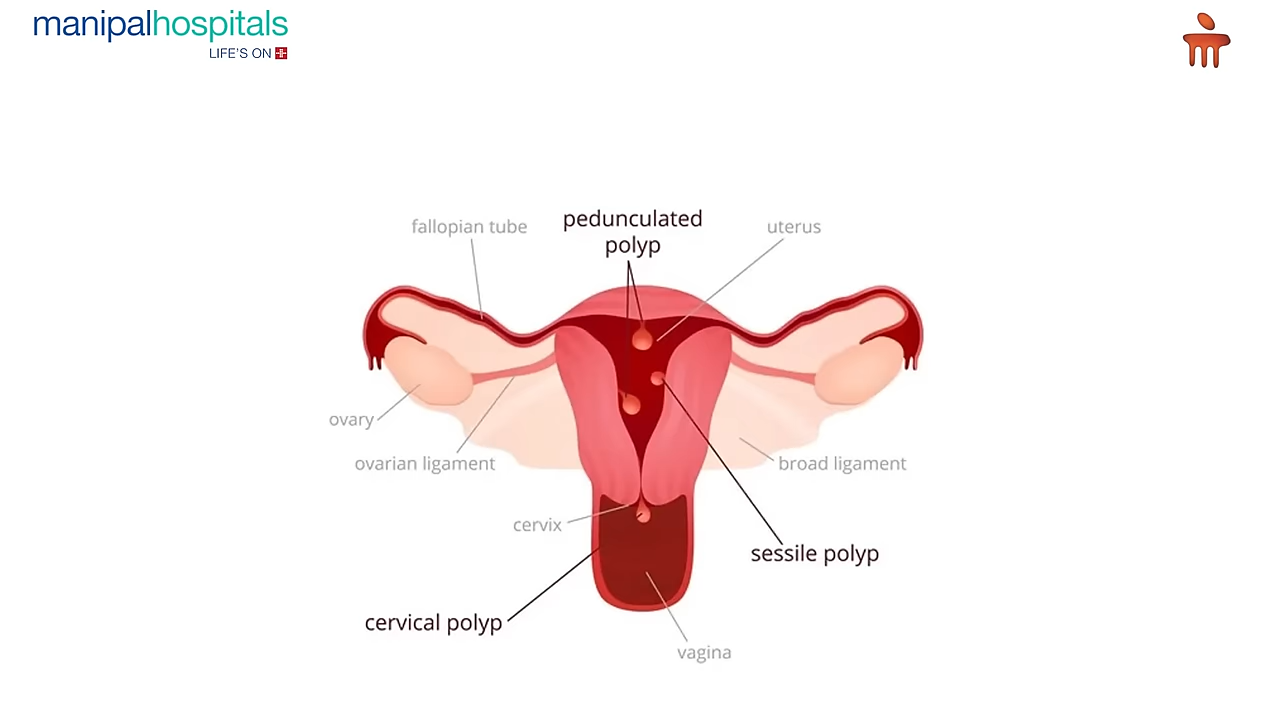 manipalhospitals
LIFE'S ON
fallopian tube
pedunculated
polyp
uterus
ovary
ovarian ligament
broad ligament
cervix
sessile polyp
cervical polyp
vagina